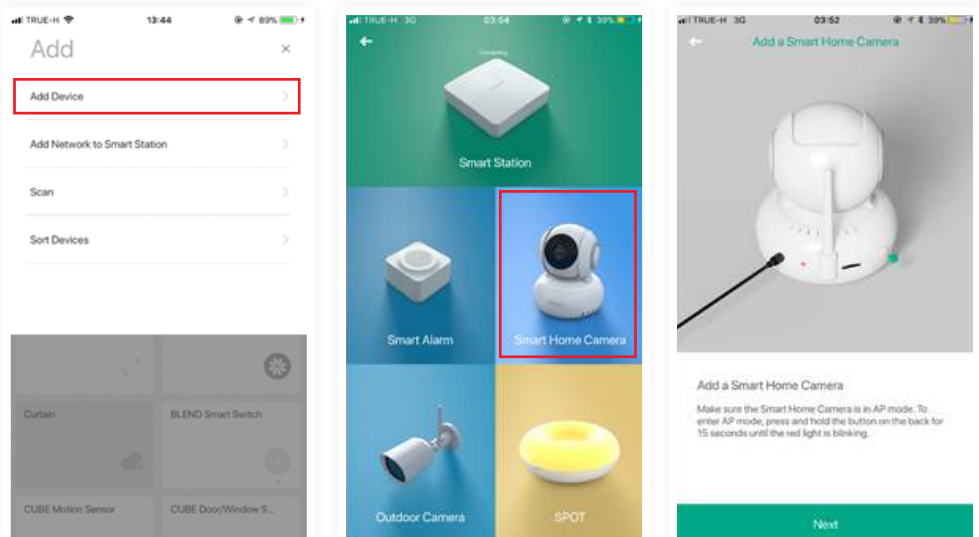 TRUE-H
13:44
89%
Add
Add Device
Add Network to Smart Station
Scan
Sort Devices
Curtain
BLEND Smart Switch
CUBE Motion Sensor
CUBE Door/Window S...
TRUE-H 3G
03:54
39%
Smart Station
Smart Alarm
Smart Home Camera
Outdoor Camera
SPOT
TRUE-H 3G
03:52
39%
Add a Smart Home Camera
Add a Smart Home Camera
Make sure the Smart Home Camera is in AP mode. To
enter AP mode, press and hold the button on the back for
15 seconds until the red light is blinking.
Next